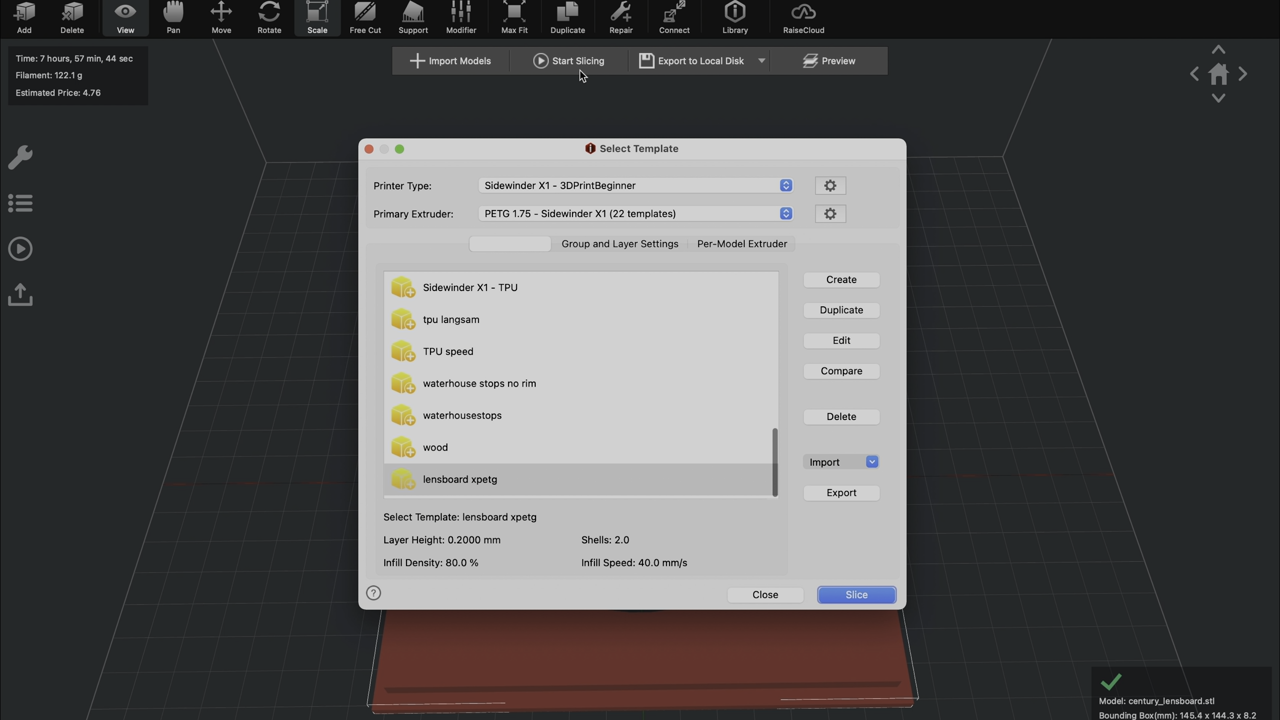 Add Delete View Pan Move Rotate Scale Free Cut Support Modifier Max Fit Duplicate Repair Connect Library RaiseCloud
Time: 7 hours, 57 min, 44 sec
Filament: 122.1 g
Estimated Price: 4.76
Import Models Start Slicing Export to Local Disk Preview
Select Template
Printer Type: Sidewinder X1 - 3DPrintBeginner
Primary Extruder: PETG 1.75 - Sidewinder X1 (22 templates)
Group and Layer Settings Per-Model Extruder
Sidewinder X1 - TPU
tpu langsam
TPU speed
waterhouse stops no rim
waterhousestops
wood
lensboard xpetg
Create
Duplicate
Edit
Compare
Delete
Import
Export
Select Template: lensboard xpetg
Layer Height: 0.2000 mm Shells: 2.0
Infill Density: 80.0 % Infill Speed: 40.0 mm/s
? Close Slice
Model: century_lensboard.stl
Bounding Box(mm): 145.4 x 144.3 x 8.2